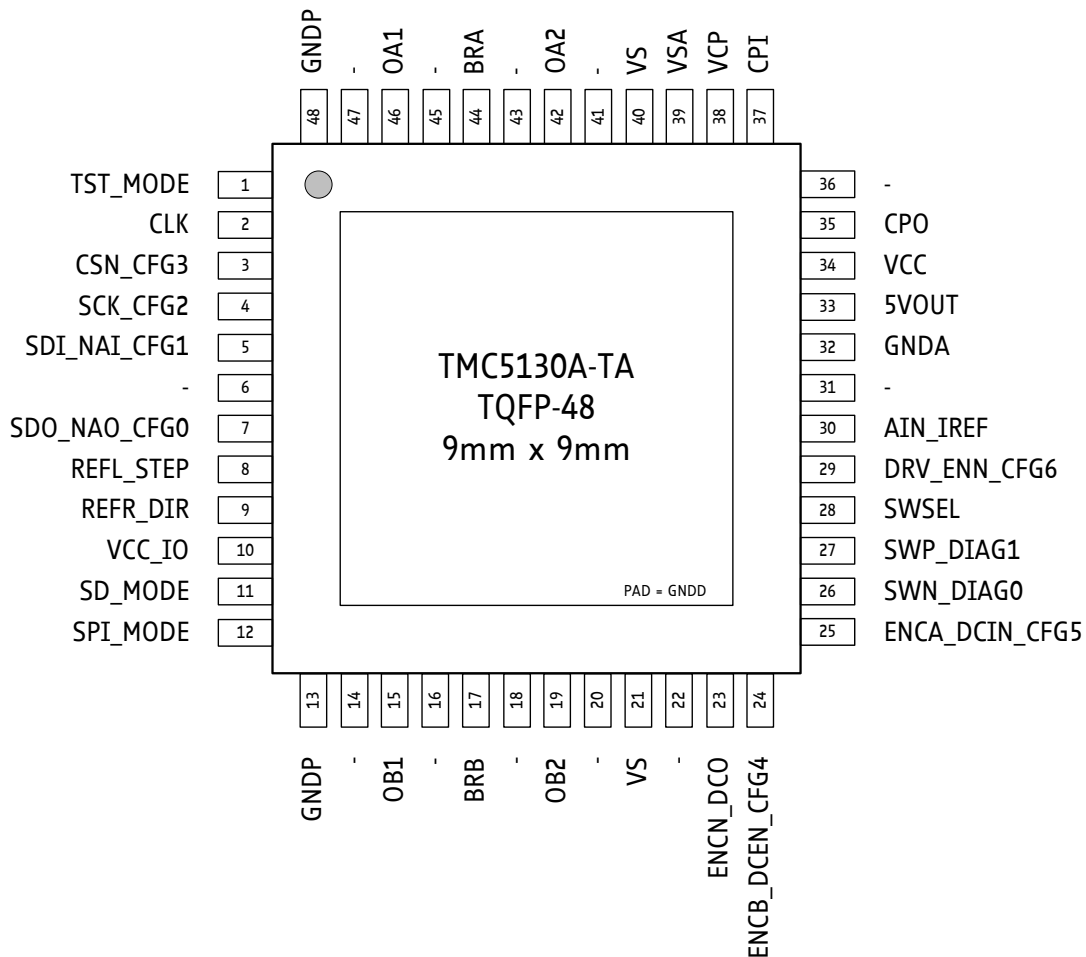 GNDP - OA1 - BRA - OA2 - VS VSA VCP CPI
48 47 46 45 44 43 42 41 40 39 38 37
TST_MODE 1
CLK 2
CSN_CFG3 3
SCK_CFG2 4
SDI_NAI_CFG1 5
- 6
SDO_NAO_CFG0 7
REFL_STEP 8
REFR_DIR 9
VCC_IO 10
SD_MODE 11
SPI_MODE 12
TMC5130A-TA
TQFP-48
9mm x 9mm
PAD = GNDD
36 -
35 CPO
34 VCC
33 5VOUT
32 GNDA
31 -
30 AIN_IREF
29 DRV_ENN_CFG6
28 SWSEL
27 SWP_DIAG1
26 SWN_DIAG0
25 ENCA_DCIN_CFG5
13 14 15 16 17 18 19 20 21 22 23 24
GNDP - OB1 - BRB - OB2 - VS - ENCN_DCO ENCB_DCEN_CFG4